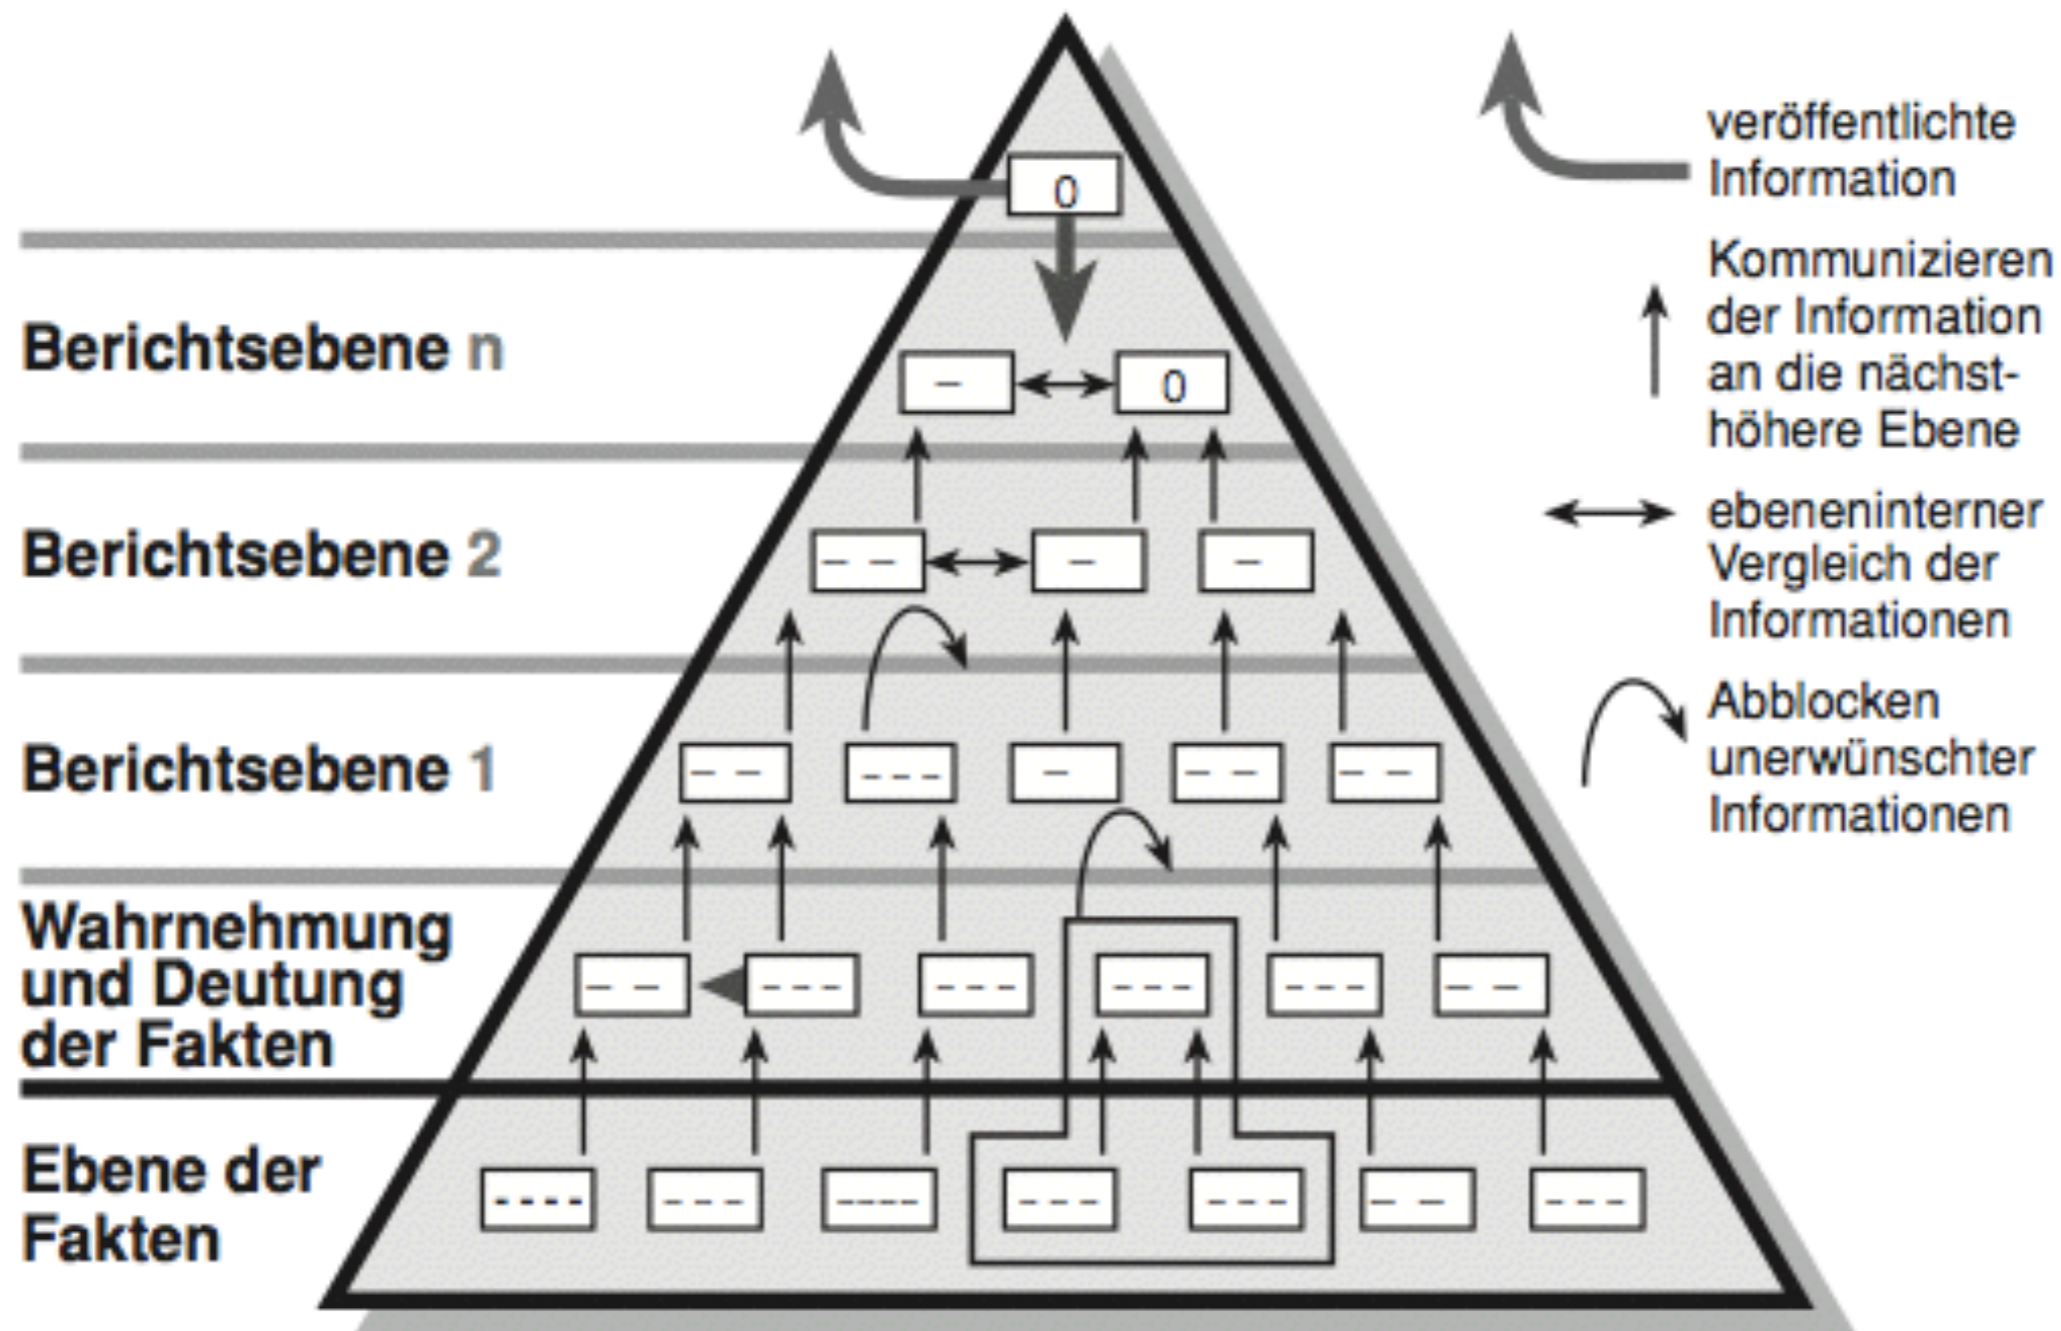 veröffentlichte
Information
0
Kommunizieren
der Information
an die nächst-
höhere Ebene
Berichtsebene n
– 0
ebeneninterner
Vergleich der
Informationen
Berichtsebene 2
– – – –
Abblocken
unerwünschter
Informationen
Berichtsebene 1
– – - - - – – – – –
Wahrnehmung
und Deutung
der Fakten
– – - - - - - - - - - - - - – –
Ebene der
Fakten
- - - - - - - ---- - - - - - - – – - - -